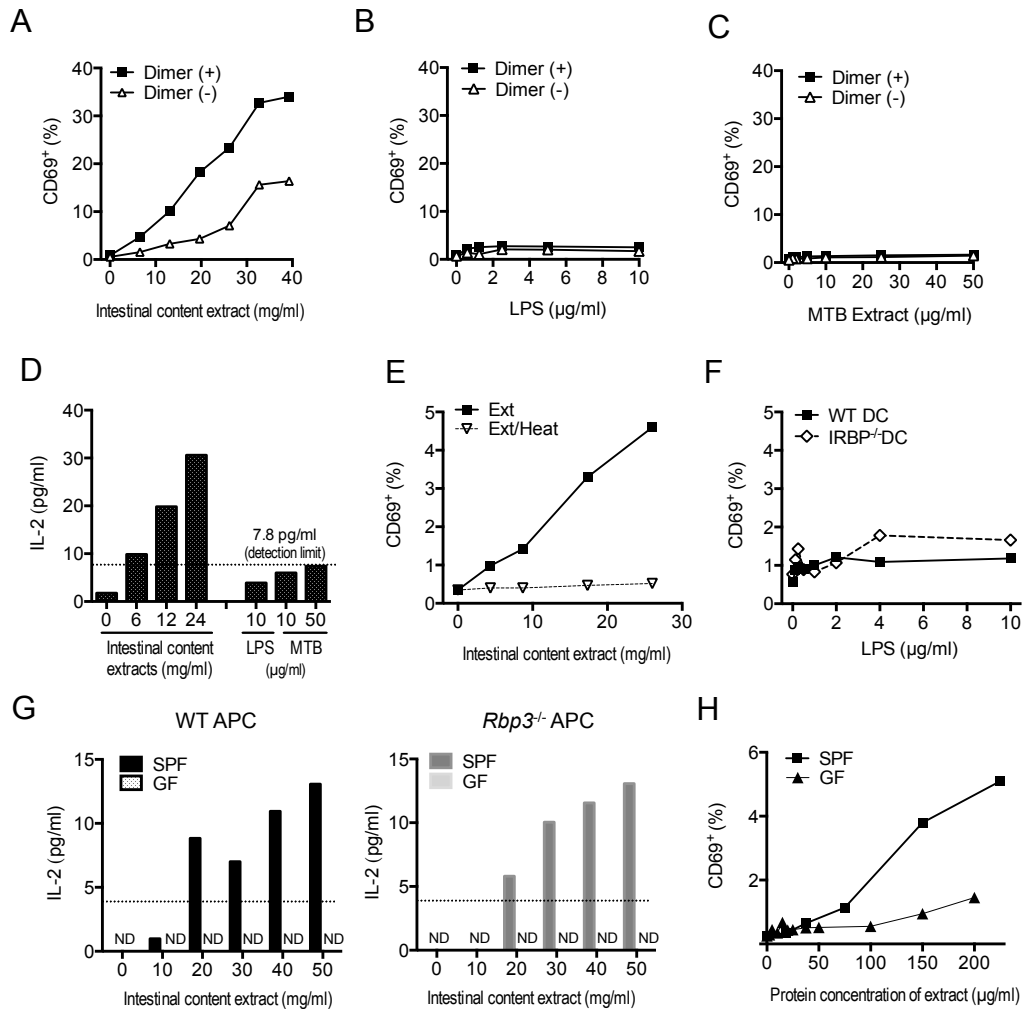 A
Dimer (+)
Dimer (-)
40
30
20
10
0
CD69+ (%)
0 10 20 30 40
Intestinal content extract (mg/ml)
B
Dimer (+)
Dimer (-)
40
30
20
10
0
CD69+ (%)
0 2 4 6 8 10
LPS (µg/ml)
C
Dimer (+)
Dimer (-)
40
30
20
10
0
CD69+ (%)
0 10 20 30 40 50
MTB Extract (µg/ml)
D
40
30
20
10
0
IL-2 (pg/ml)
7.8 pg/ml
(detection limit)
0 6 12 24 10 10 50
Intestinal content
extracts (mg/ml)
LPS MTB
(µg/ml)
E
Ext
Ext/Heat
5
4
3
2
1
0
CD69+ (%)
0 10 20 30
Intestinal content extract (mg/ml)
F
WT DC
IRBP-/-DC
5
4
3
2
1
0
CD69+ (%)
0 2 4 6 8 10
LPS (µg/ml)
G
WT APC
SPF
GF
15
10
5
0
IL-2 (pg/ml)
ND ND ND ND ND ND
0 10 20 30 40 50
Intestinal content extract (mg/ml)
Rbp3-/- APC
SPF
GF
15
10
5
0
IL-2 (pg/ml)
ND ND ND ND ND ND
0 10 20 30 40 50
Intestinal content extract (mg/ml)
H
SPF
GF
6
4
2
CD69+ (%)
0 50 100 150 200
Protein concentration of extract (µg/ml)